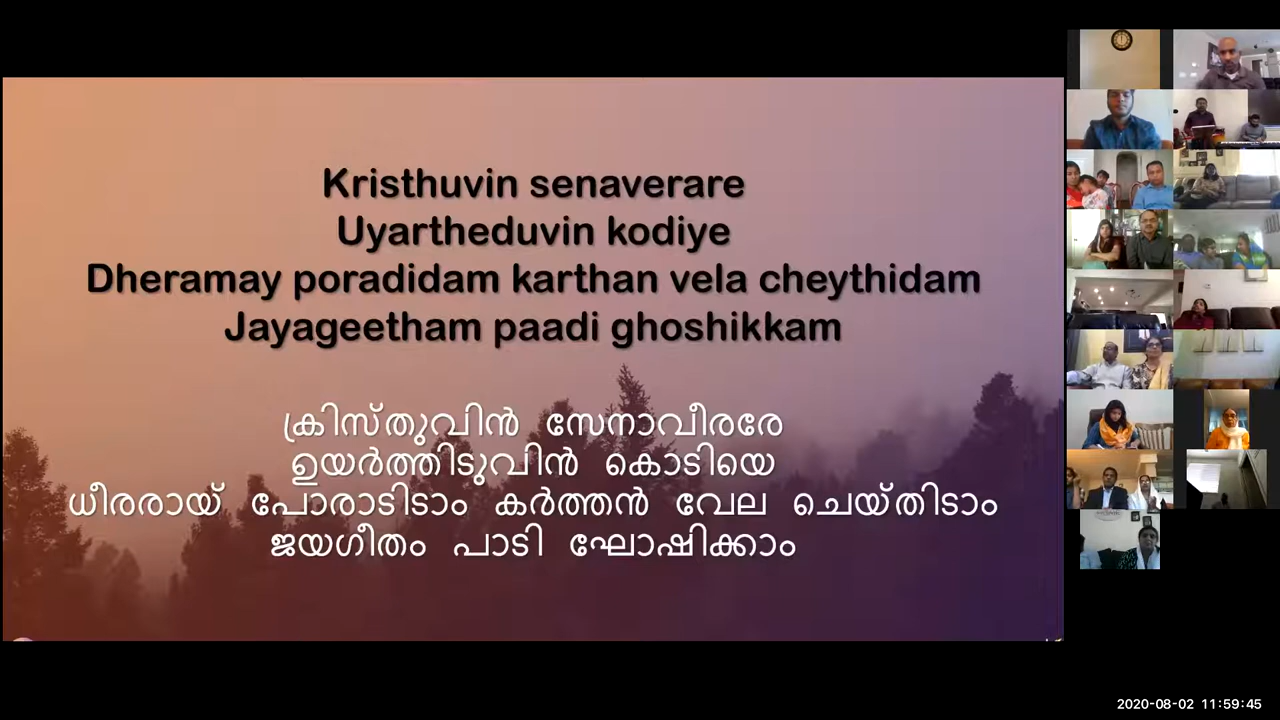 Kristhuvin senaverare
Uyartheduvin kodiye
Dheramay poradidam karthan vela cheythidam
Jayageetham paadi ghoshikkam
ക്രിസ്തുവിൻ സേനാവീരരേ
ഉയർത്തിടുവിൻ കൊടിയെ
ധീരരായ് പോരാടിടാം കർത്തൻ വേല ചെയ്തിടാം
ജയഗീതം പാടി ഘോഷിക്കാം
2020-08-02 11:59:45